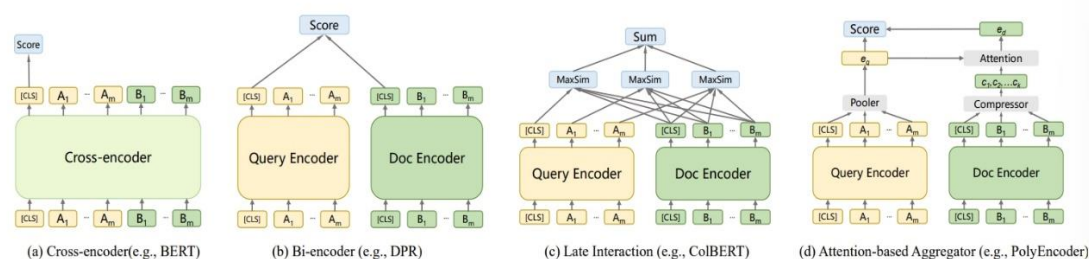 Score
[CLS] A1 ... Am B1 ... Bm
Cross-encoder
[CLS] A1 ... Am B1 ... Bm
(a) Cross-encoder(e.g., BERT)
Score
[CLS] A1 ... Am [CLS] B1 ... Bm
Query Encoder Doc Encoder
[CLS] A1 ... Am [CLS] B1 ... Bm
(b) Bi-encoder (e.g., DPR)
Sum
MaxSim MaxSim MaxSim
[CLS] A1 ... Am [CLS] B1 ... Bm
Query Encoder Doc Encoder
[CLS] A1 ... Am [CLS] B1 ... Bm
(c) Late Interaction (e.g., ColBERT)
Score ed
eq Attention
c1, c2, ..., ck
Pooler Compressor
[CLS] A1 ... Am [CLS] B1 ... Bm
Query Encoder Doc Encoder
[CLS] A1 ... Am [CLS] B1 ... Bm
(d) Attention-based Aggregator (e.g., PolyEncoder)